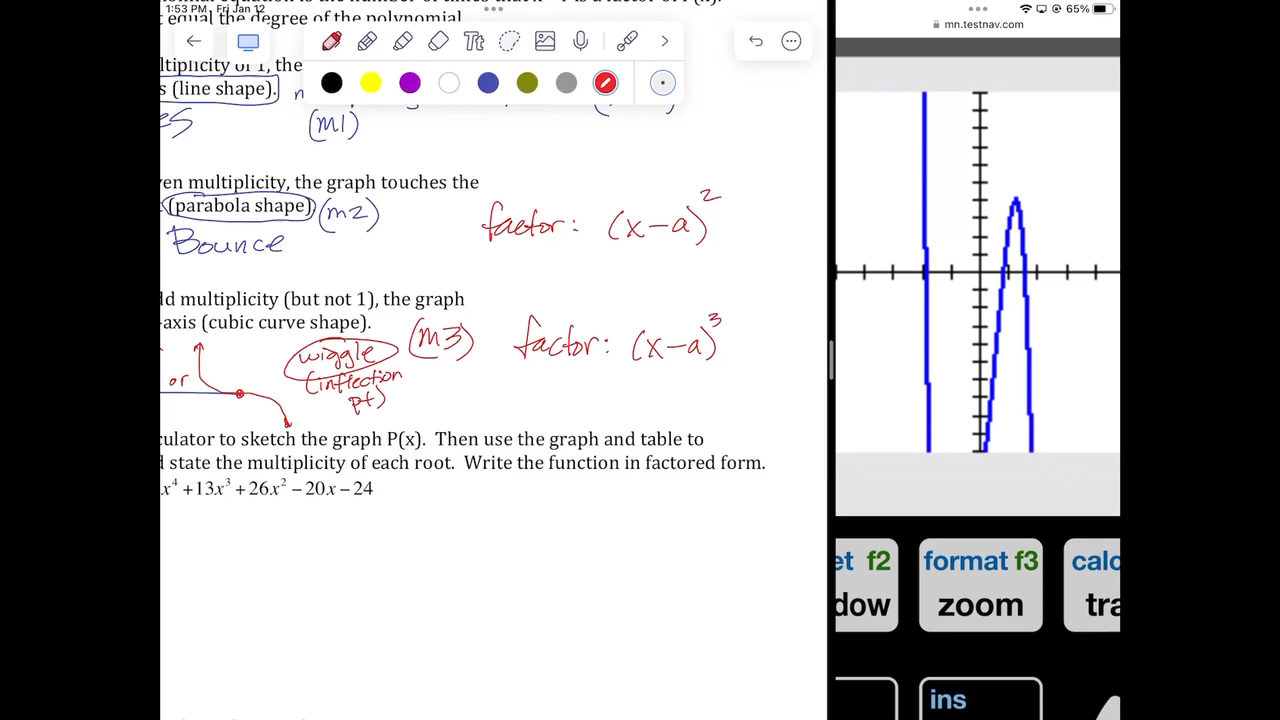 1:53 PM Fri Jan 12
t equal the degree of the polynomial
ltiplicity of 1, the
s (line shape).
(m1)
ven multiplicity, the graph touches the
(parabola shape). (m2)
Bounce
factor: (x-a)²
dd multiplicity (but not 1), the graph
-axis (cubic curve shape).
or
wiggle
(inflection
pt)
(m3)
factor: (x-a)³
culator to sketch the graph P(x). Then use the graph and table to
d state the multiplicity of each root. Write the function in factored form.
x⁴ +13x³ + 26x² − 20x − 24
Tt
65%
mn.testnav.com
et f2
dow
format f3
zoom
calc
tra
ins